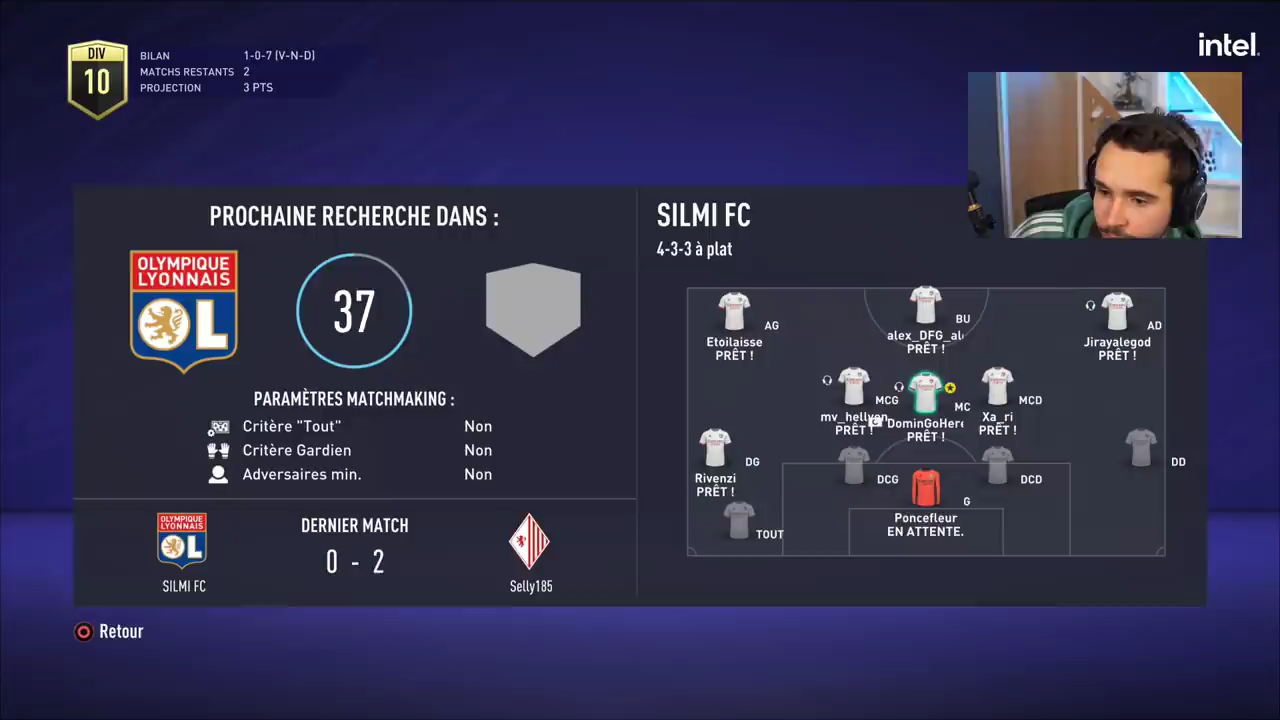 DIV
10
BILAN 1-0-7 (V-N-D)
MATCHS RESTANTS 2
PROJECTION 3 PTS
intel.
PROCHAINE RECHERCHE DANS :
OLYMPIQUE
LYONNAIS
OL
37
PARAMÈTRES MATCHMAKING :
Critère "Tout" Non
Critère Gardien Non
Adversaires min. Non
DERNIER MATCH
OLYMPIQUE
LYONNAIS
OL
0 - 2
SILMI FC
Selly185
SILMI FC
4-3-3 à plat
AG
Etoilaisse
PRÊT !
BU
alex_DFG_al
PRÊT !
AD
Jirayalegod
PRÊT !
MCG
PRÊT !
MC
DominGoHere
PRÊT !
MCD
Xa_ri
PRÊT !
DG
Rivenzi
PRÊT !
DCG
DCD
DD
G
Poncefleur
EN ATTENTE.
TOUT
Retour